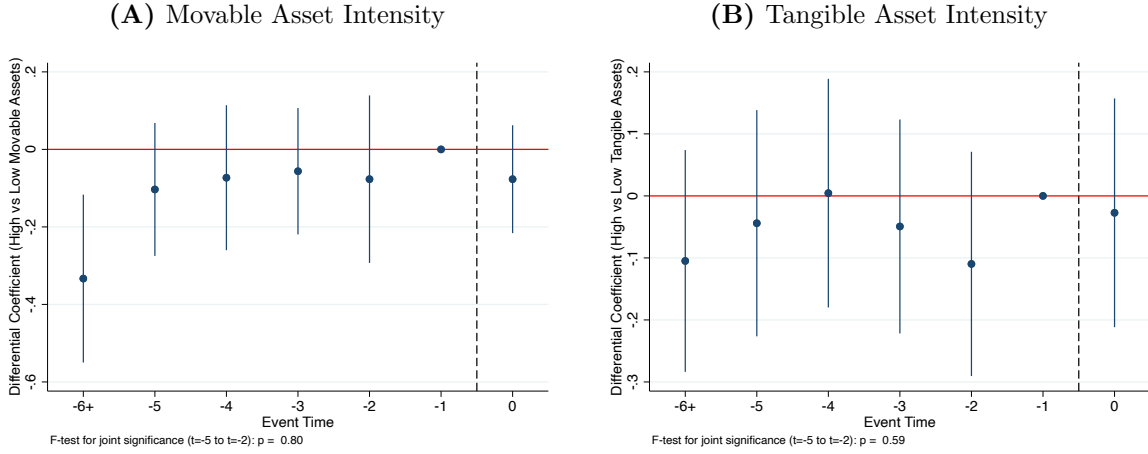 (A) Movable Asset Intensity
Differential Coefficient (High vs Low Movable Assets)
.2
0
-.2
-.4
-.6
-6+ -5 -4 -3 -2 -1 0
Event Time
F-test for joint significance (t=-5 to t=-2): p = 0.80
(B) Tangible Asset Intensity
Differential Coefficient (High vs Low Tangible Assets)
.2
.1
0
-.1
-.2
-.3
-6+ -5 -4 -3 -2 -1 0
Event Time
F-test for joint significance (t=-5 to t=-2): p = 0.59